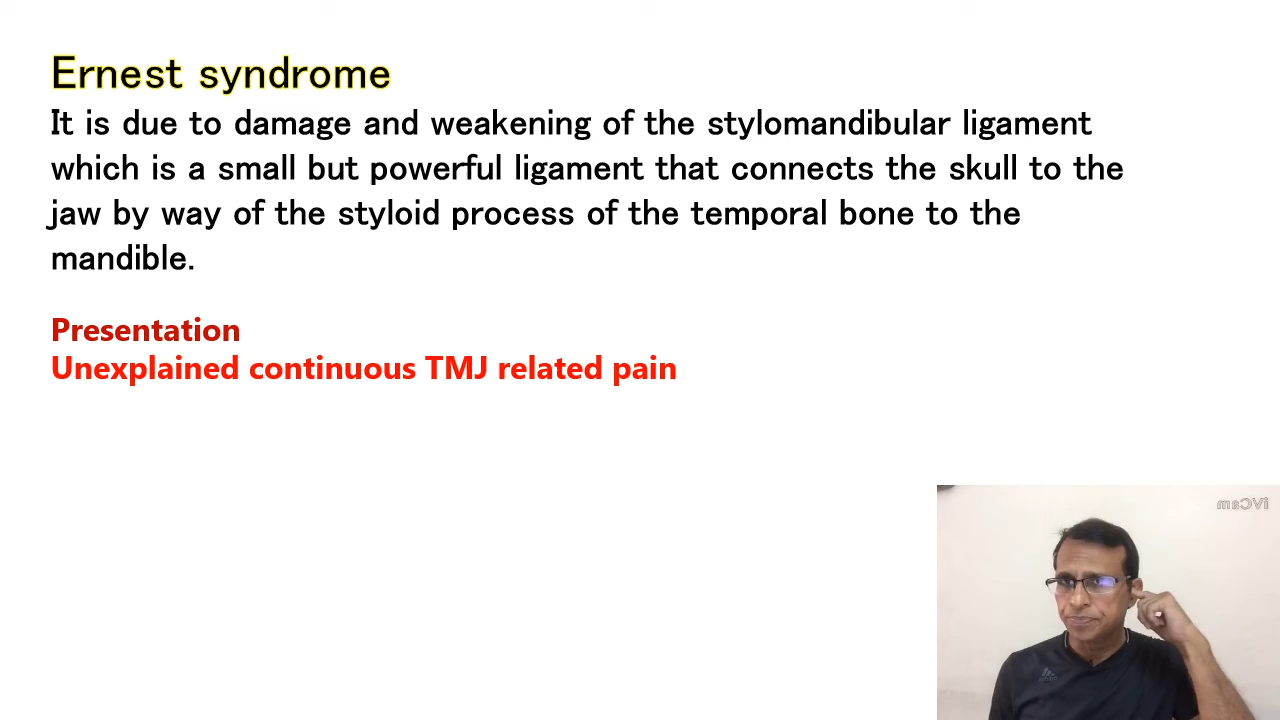 Ernest syndrome
It is due to damage and weakening of the stylomandibular ligament
which is a small but powerful ligament that connects the skull to the
jaw by way of the styloid process of the temporal bone to the
mandible.
Presentation
Unexplained continuous TMJ related pain
iVCam
adidas